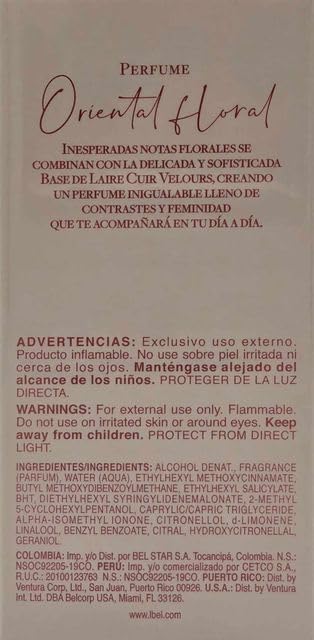 PERFUME
Oriental floral
INESPERADAS NOTAS FLORALES SE
COMBINAN CON LA DELICADA Y SOFISTICADA
BASE DE LAIRE CUIR VELOURS, CREANDO
UN PERFUME INIGUALABLE LLENO DE
CONTRASTES Y FEMINIDAD
QUE TE ACOMPAÑARÁ EN TU DÍA A DÍA.
ADVERTENCIAS: Exclusivo uso externo.
Producto inflamable. No use sobre piel irritada ni
cerca de los ojos. Manténgase alejado del
alcance de los niños. PROTEGER DE LA LUZ
DIRECTA.
WARNINGS: For external use only. Flammable.
Do not use on irritated skin or around eyes. Keep
away from children. PROTECT FROM DIRECT
LIGHT.
INGREDIENTES/INGREDIENTS: ALCOHOL DENAT., FRAGRANCE
(PARFUM), WATER (AQUA), ETHYLHEXYL METHOXYCINNAMATE,
BUTYL METHOXYDIBENZOYLMETHANE, ETHYLHEXYL SALICYLATE,
BHT, DIETHYLHEXYL SYRINGYLIDENEMALONATE, 2-METHYL
5-CYCLOHEXYLPENTANOL, CAPRYLIC/CAPRIC TRIGLYCERIDE,
ALPHA-ISOMETHYL IONONE, CITRONELLOL, d-LIMONENE,
LINALOOL, BENZYL BENZOATE, CITRAL, HYDROXYCITRONELLAL,
GERANIOL.
COLOMBIA: Imp. y/o Dist. por BEL STAR S.A. Tocancipá, Colombia. N.S.:
NSOC92205-19CO. PERÚ: Imp. y/o comercializado por CETCO S.A.,
R.U.C.: 20100123763 N.S.: NSOC92205-19CO. PUERTO RICO: Dist. by
Ventura Corp., Ltd., San Juan, Puerto Rico 00926. U.S.A.: Dist. by Ventura
Int. Ltd. DBA Belcorp USA, Miami, FL 33126.
www.lbel.com